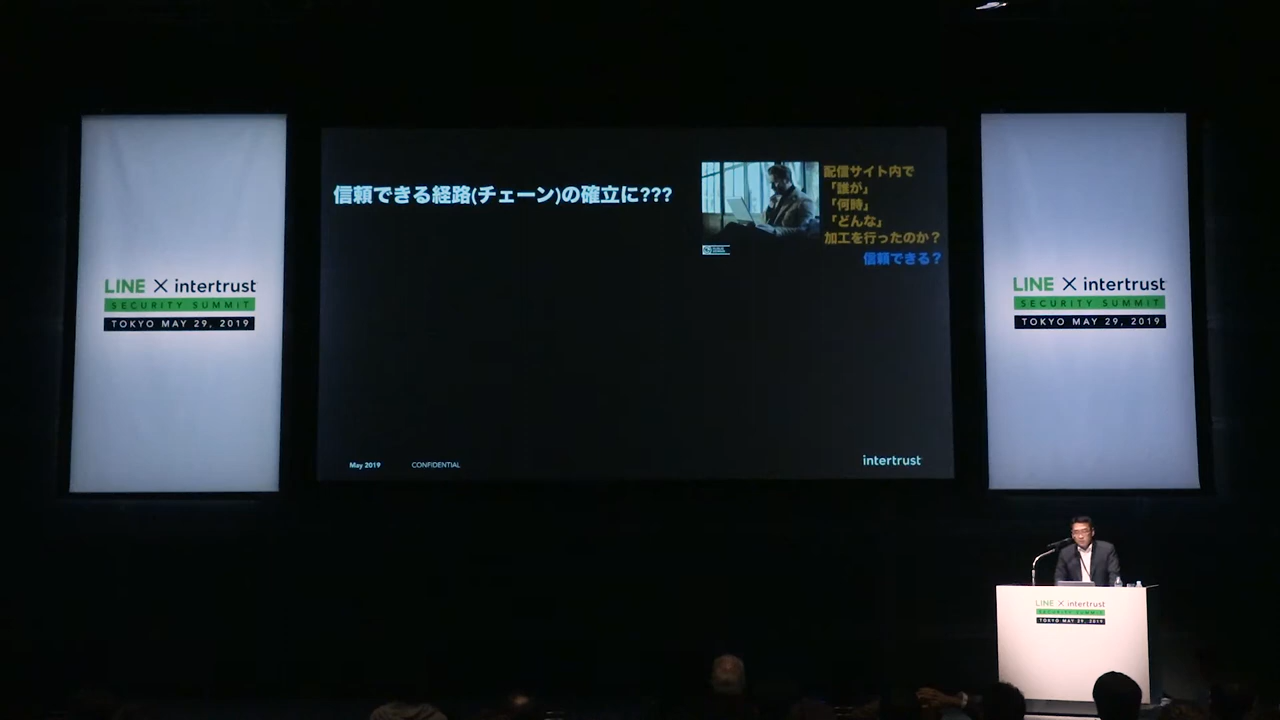 信頼できる経路(チェーン)の確立に???
配信サイト内で
「誰が」
「何時」
「どんな」
加工を行ったのか？
信頼できる？
May 2019 CONFIDENTIAL
intertrust
LINE × intertrust
SECURITY SUMMIT
TOKYO MAY 29, 2019
LINE × intertrust
SECURITY SUMMIT
TOKYO MAY 29, 2019
LINE × intertrust
SECURITY SUMMIT
TOKYO MAY 29, 2019